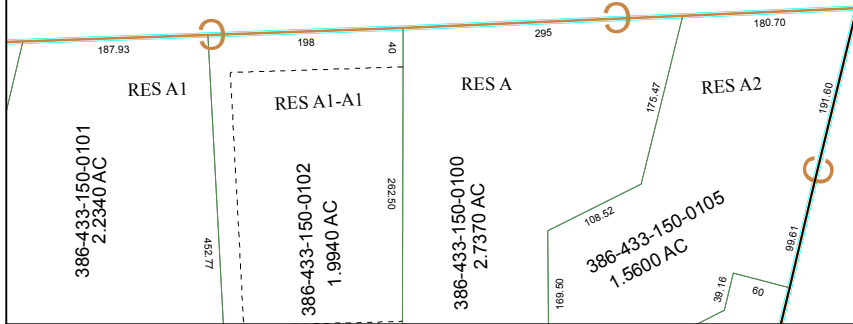 187.93
198
40
295
180.70
RES A1
RES A1-A1
RES A
RES A2
175.47
191.60
386-433-150-0101
2.2340 AC
452.77
386-433-150-0102
1.9940 AC
262.50
386-433-150-0100
2.7370 AC
108.52
169.50
386-433-150-0105
1.5600 AC
99.61
39.16
60